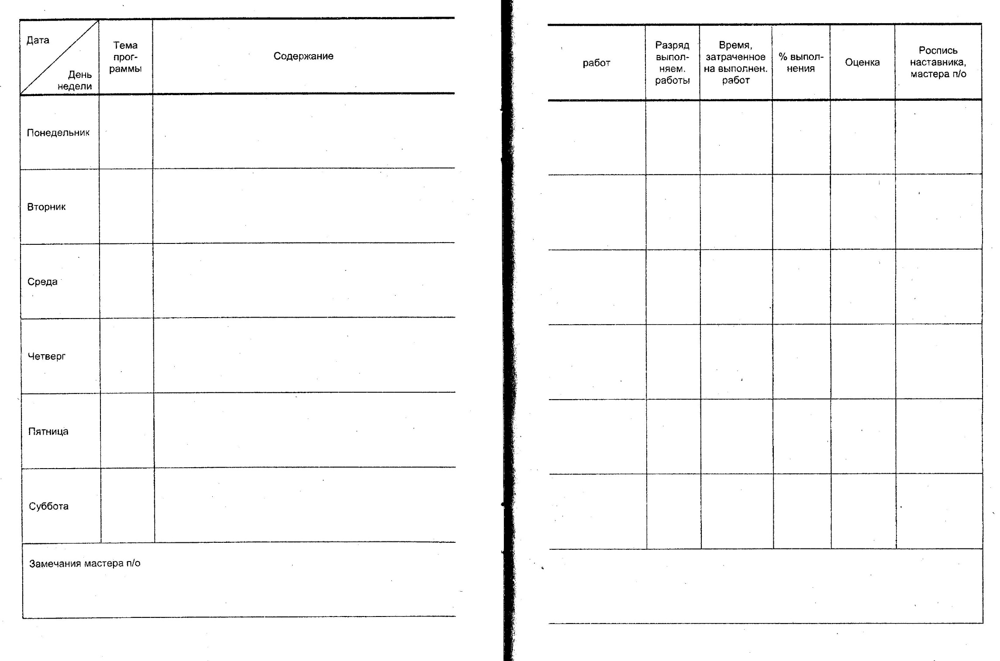 Дата
День
недели
Тема
прог-
раммы
Содержание
Понедельник
Вторник
Среда
Четверг
Пятница
Суббота
Замечания мастера п/о
работ
Разряд
выпол-
няем.
работы
Время,
затраченное
на выполнен.
работ
% выпол-
нения
Оценка
Роспись
наставника,
мастера п/о